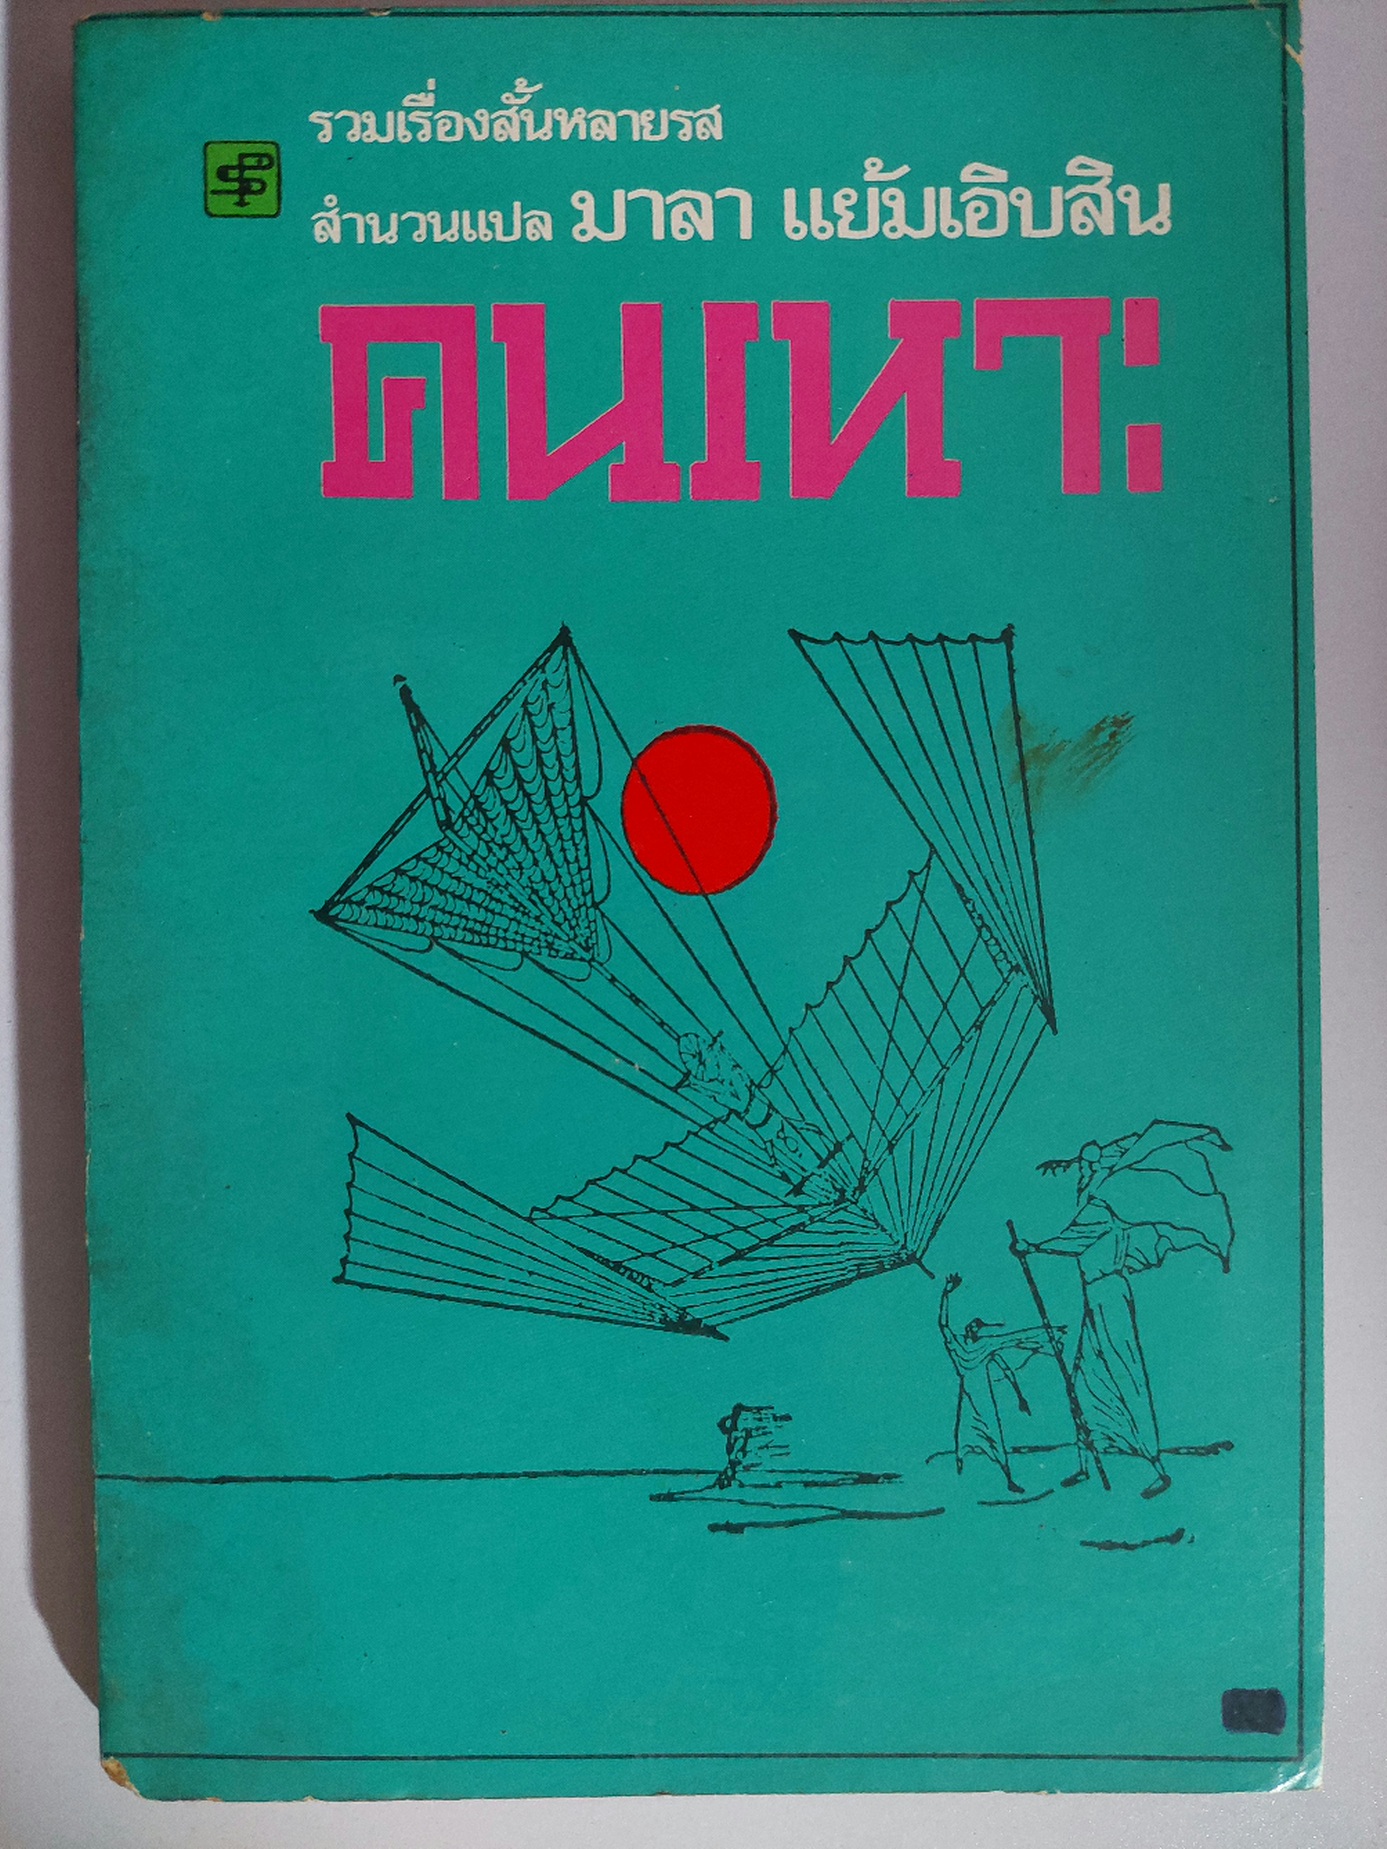 รวมเรื่องสั้นหลายรส
สำนวนแปล มาลา แย้มเอิบสิน
คนเหาะ